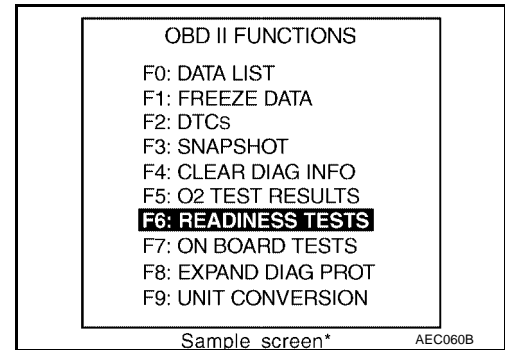 OBD II FUNCTIONS
F0: DATA LIST
F1: FREEZE DATA
F2: DTCs
F3: SNAPSHOT
F4: CLEAR DIAG INFO
F5: O2 TEST RESULTS
F6: READINESS TESTS
F7: ON BOARD TESTS
F8: EXPAND DIAG PROT
F9: UNIT CONVERSION
Sample screen*
AEC060B